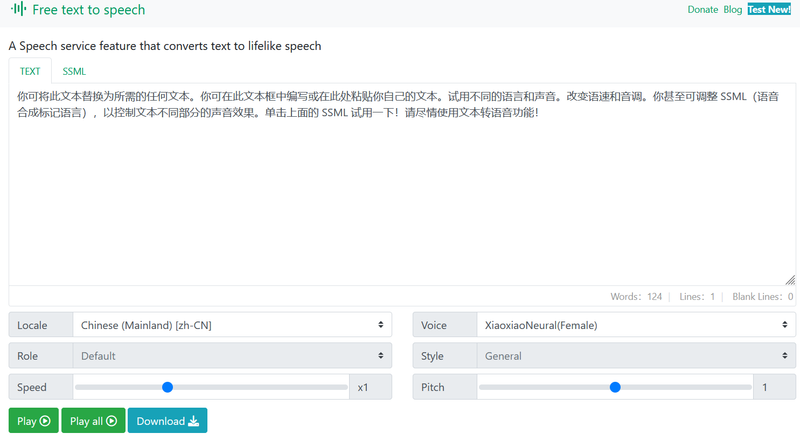 Free text to speech
Donate Blog Test New!
A Speech service feature that converts text to lifelike speech
TEXT SSML
你可将此文本替换为所需的任何文本。你可在此文本框中编写或在此处粘贴你自己的文本。试用不同的语言和声音。改变语速和音调。你甚至可调整 SSML（语音
合成标记语言），以控制文本不同部分的声音效果。单击上面的 SSML 试用一下！请尽情使用文本转语音功能！
Words: 124 | Lines: 1 | Blank Lines: 0
Locale Chinese (Mainland) [zh-CN] Voice XiaoxiaoNeural(Female)
Role Default Style General
Speed x1 Pitch 1
Play Play all Download